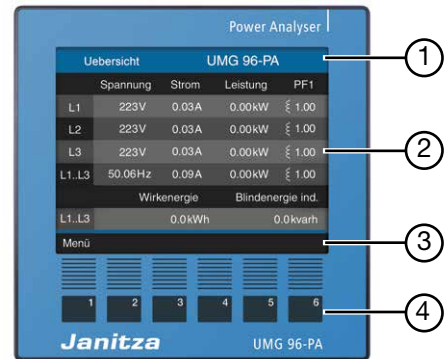 Power Analyser
Uebersicht UMG 96-PA
1
Spannung Strom Leistung PF1
L1 223V 0.03A 0.00kW 1.00
L2 223V 0.03A 0.00kW 1.00
L3 223V 0.03A 0.00kW 1.00
2
L1..L3 50.06Hz 0.09A 0.00kW 1.00
Wirkenergie Blindenergie ind.
L1..L3 0.0kWh 0.0kvarh
Menü
3
1 2 3 4 5 6
4
Janitza UMG 96-PA